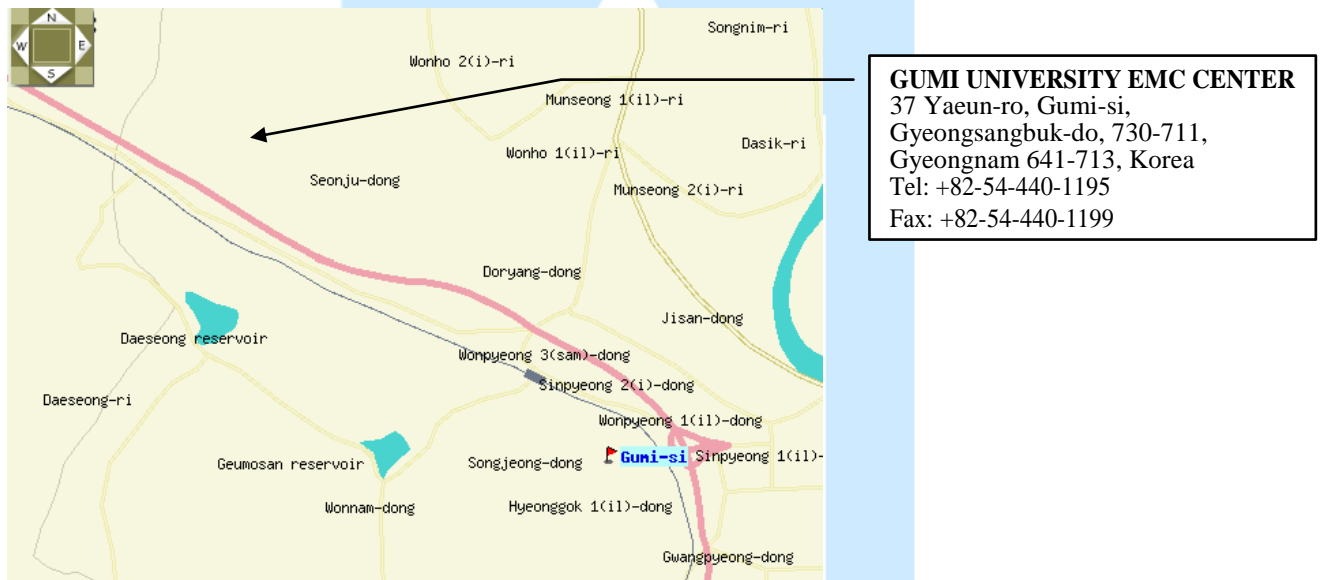 N
W E
S
Songnim-ri
Wonho 2(i)-ri
Munseong 1(il)-ri
Dasik-ri
Wonho 1(il)-ri
Seonju-dong
Munseong 2(i)-ri
Doryang-dong
Jisan-dong
Daeseong reservoir
Wonpyeong 3(sam)-dong
Sinpyeong 2(i)-dong
Daeseong-ri
Wonpyeong 1(il)-dong
Geumosan reservoir
Songjeong-dong
Gumi-si
Sinpyeong 1(il)-
Wonnam-dong
Hyeonggok 1(il)-dong
Gwangpyeong-dong
GUMI UNIVERSITY EMC CENTER
37 Yaeun-ro, Gumi-si,
Gyeongsangbuk-do, 730-711,
Gyeongnam 641-713, Korea
Tel: +82-54-440-1195
Fax: +82-54-440-1199